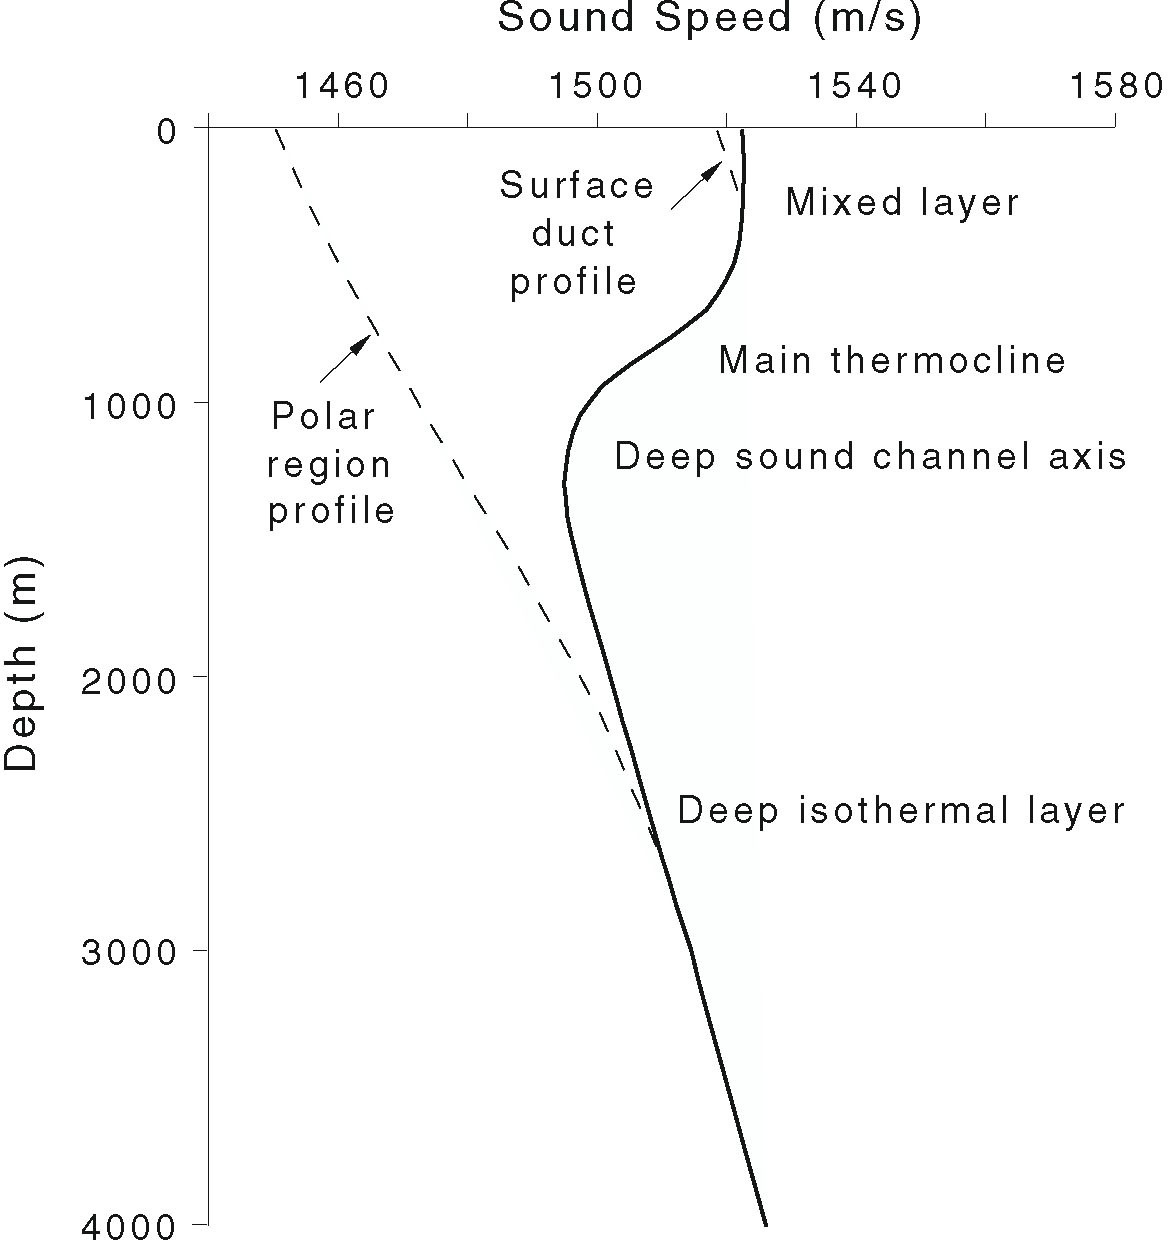 Sound Speed (m/s)
1460 1500 1540 1580
0
Surface
duct
profile
Mixed layer
Main thermocline
1000
Polar
region
profile
Deep sound channel axis
Depth (m)
2000
Deep isothermal layer
3000
4000